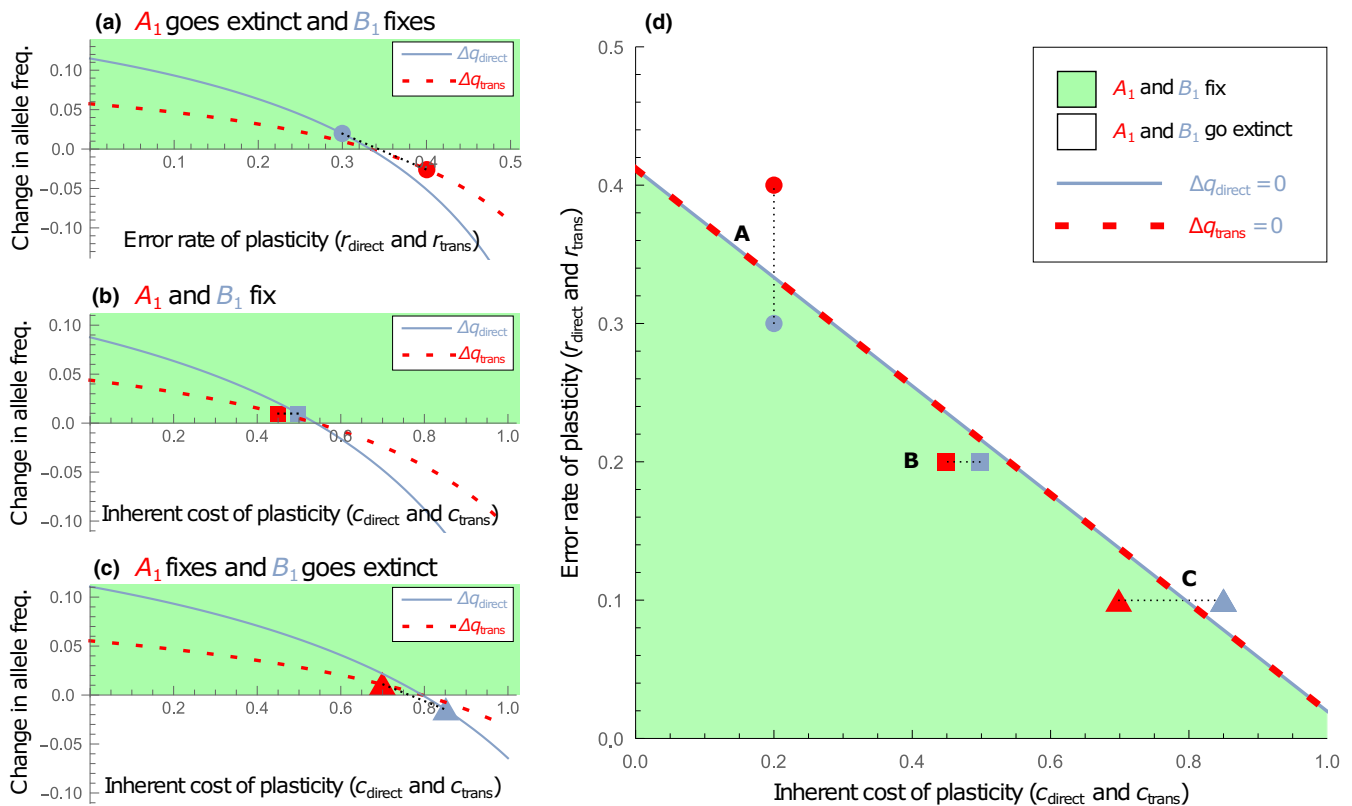 (a) A1 goes extinct and B1 fixes
Change in allele freq.
0.10
0.05
0.0
−0.05
−0.10
0.1 0.2 0.3 0.4 0.5
Δqdirect
Δqtrans
Error rate of plasticity (rdirect and rtrans)
(b) A1 and B1 fix
Change in allele freq.
0.10
0.05
0.0
−0.05
−0.10
0.2 0.4 0.6 0.8 1.0
Δqdirect
Δqtrans
Inherent cost of plasticity (cdirect and ctrans)
(c) A1 fixes and B1 goes extinct
Change in allele freq.
0.10
0.05
0.0
−0.05
−0.10
0.2 0.4 0.6 0.8 1.0
Δqdirect
Δqtrans
Inherent cost of plasticity (cdirect and ctrans)
(d)
Error rate of plasticity (rdirect and rtrans)
0.5
0.4
0.3
0.2
0.1
0.0
A
B
C
0.0 0.2 0.4 0.6 0.8 1.0
Inherent cost of plasticity (cdirect and ctrans)
A1 and B1 fix
A1 and B1 go extinct
Δqdirect = 0
Δqtrans = 0